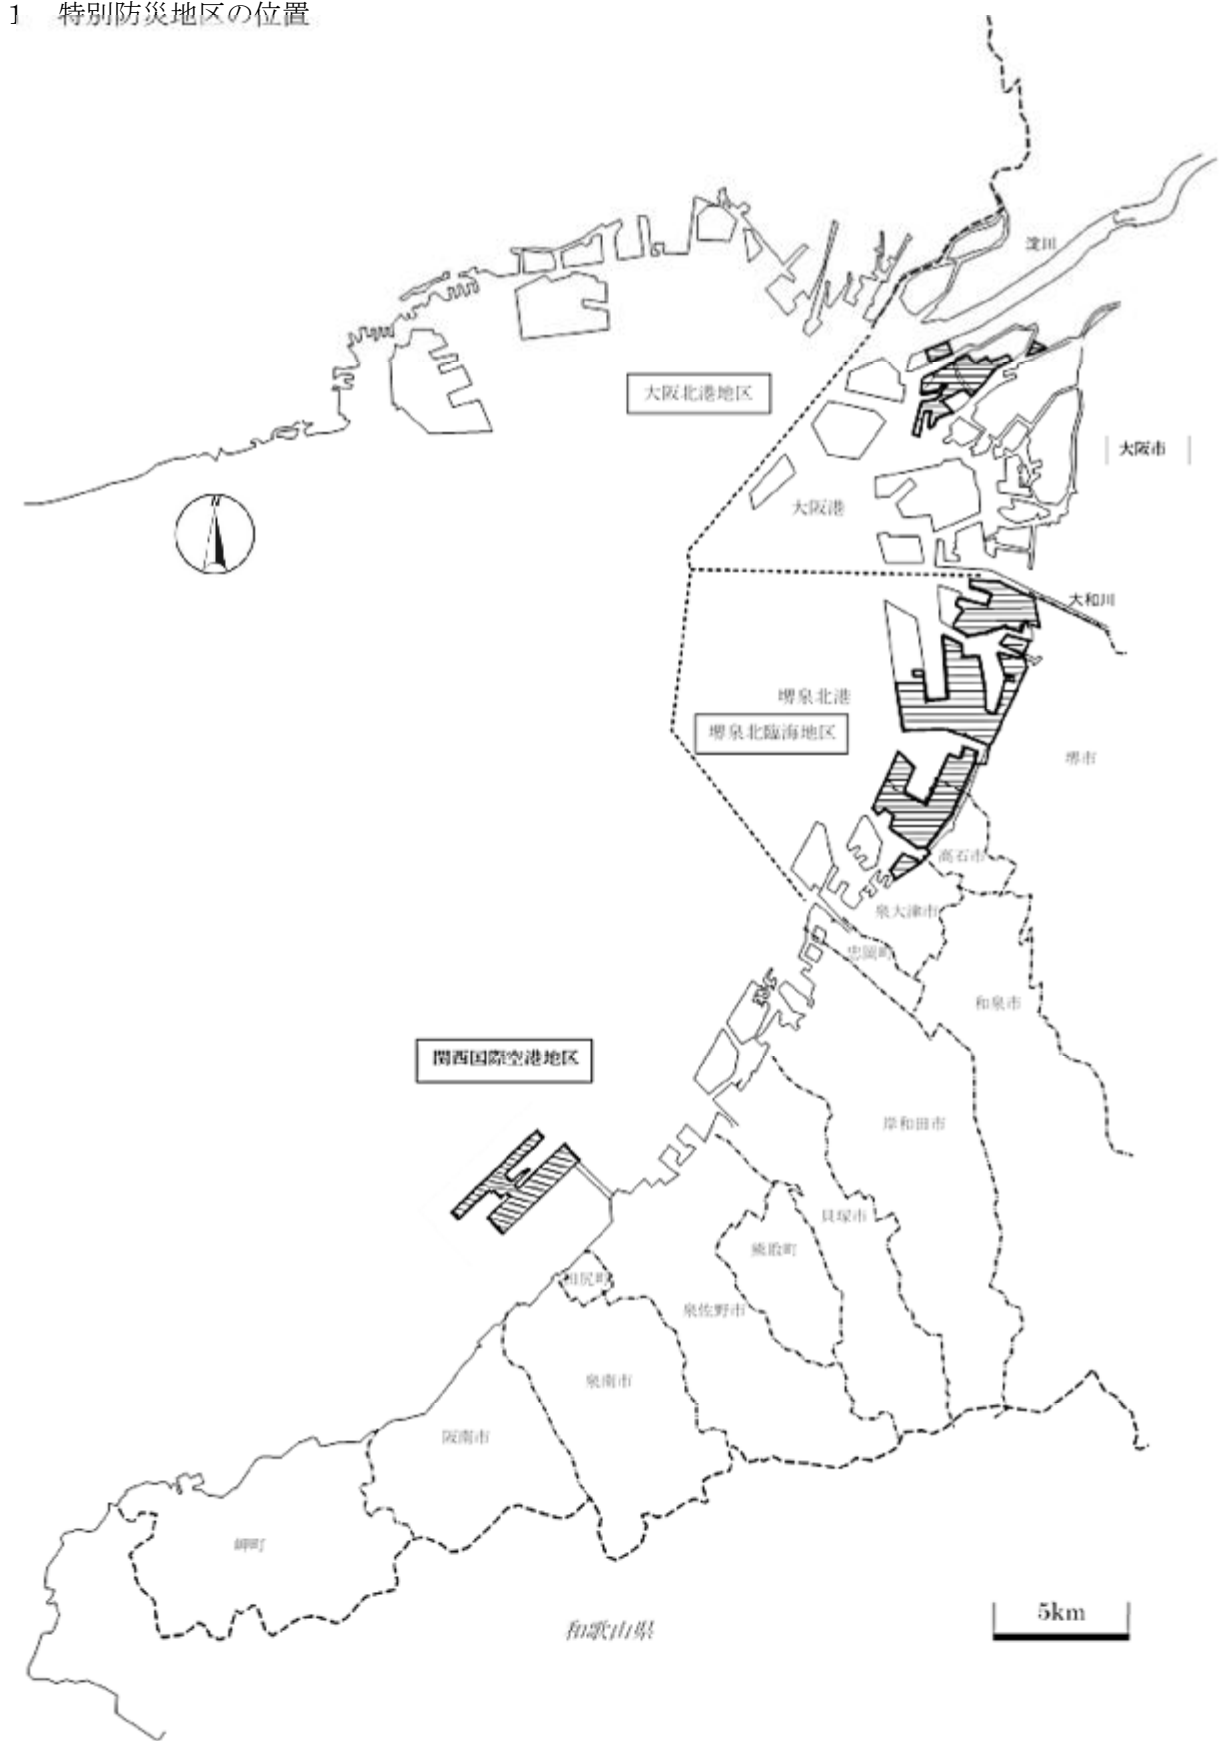 1　特別防災地区の位置
淀川
大阪北港地区
大阪市
N
大阪港
大和川
堺泉北港
堺泉北臨海地区
堺市
高石市
泉大津市
忠岡町
和泉市
関西国際空港地区
岸和田市
貝塚市
熊取町
田尻町
泉佐野市
泉南市
阪南市
岬町
5km
和歌山県